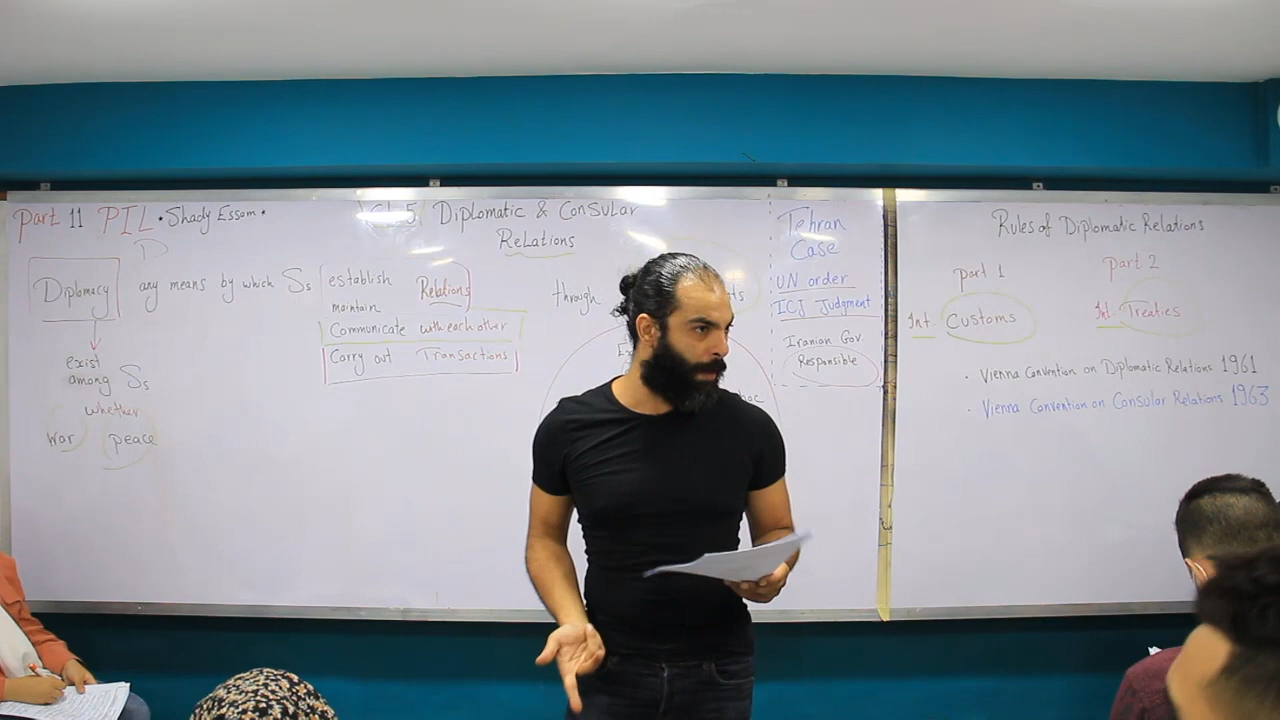 Part 11 PIL • Shady Essam •
Ch 5 Diplomatic & Consular
Relations
Diplomacy any means by which Ss
establish
maintain
Relations
Communicate with each other
Carry out Transactions
exist
among Ss
whether
war peace
through
Tehran
Case
UN order
ICJ Judgment
Iranian Gov.
Responsible
Rules of Diplomatic Relations
Part 1
Int. Customs
Part 2
Int. Treaties
. Vienna Convention on Diplomatic Relations 1961
. Vienna Convention on Consular Relations 1963